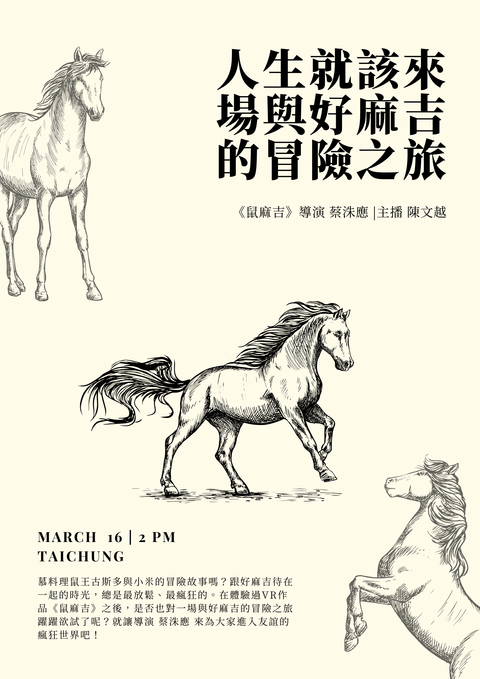 人生就該來
場與好麻吉
的冒險之旅
《鼠麻吉》導演 蔡洙應 |主播 陳文越
MARCH 16 | 2 PM
TAICHUNG
慕料理鼠王古斯多與小米的冒險故事嗎？跟好麻吉待在
一起的時光，總是最放鬆、最瘋狂的。在體驗過VR作
品《鼠麻吉》之後，是否也對一場與好麻吉的冒險之旅
躍躍欲試了呢？就讓導演 蔡洙應 來為大家進入友誼的
瘋狂世界吧！